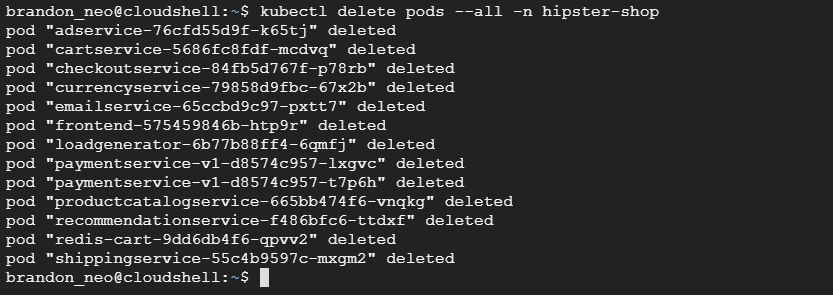 brandon_neo@cloudshell:~$ kubectl delete pods --all -n hipster-shop
pod "adservice-76cfd55d9f-k65tj" deleted
pod "cartservice-5686fc8fdf-mcdvq" deleted
pod "checkoutservice-84fb5d767f-p78rb" deleted
pod "currencyservice-79858d9fbc-67x2b" deleted
pod "emailservice-65ccbd9c97-pxtt7" deleted
pod "frontend-575459846b-htp9r" deleted
pod "loadgenerator-6b77b88ff4-6qmfj" deleted
pod "paymentservice-v1-d8574c957-lxgvc" deleted
pod "paymentservice-v1-d8574c957-t7p6h" deleted
pod "productcatalogservice-665bb474f6-vnqkg" deleted
pod "recommendationservice-f486bfc6-ttdxf" deleted
pod "redis-cart-9dd6db4f6-qpvv2" deleted
pod "shippingservice-55c4b9597c-mxgm2" deleted
brandon_neo@cloudshell:~$